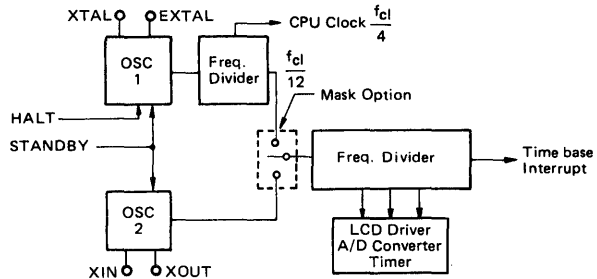 XTAL EXTAL
CPU Clock fcl/4
OSC 1
Freq. Divider
fcl/12
Mask Option
HALT
STANDBY
Freq. Divider
Time base Interrupt
OSC 2
LCD Driver
A/D Converter
Timer
XIN XOUT